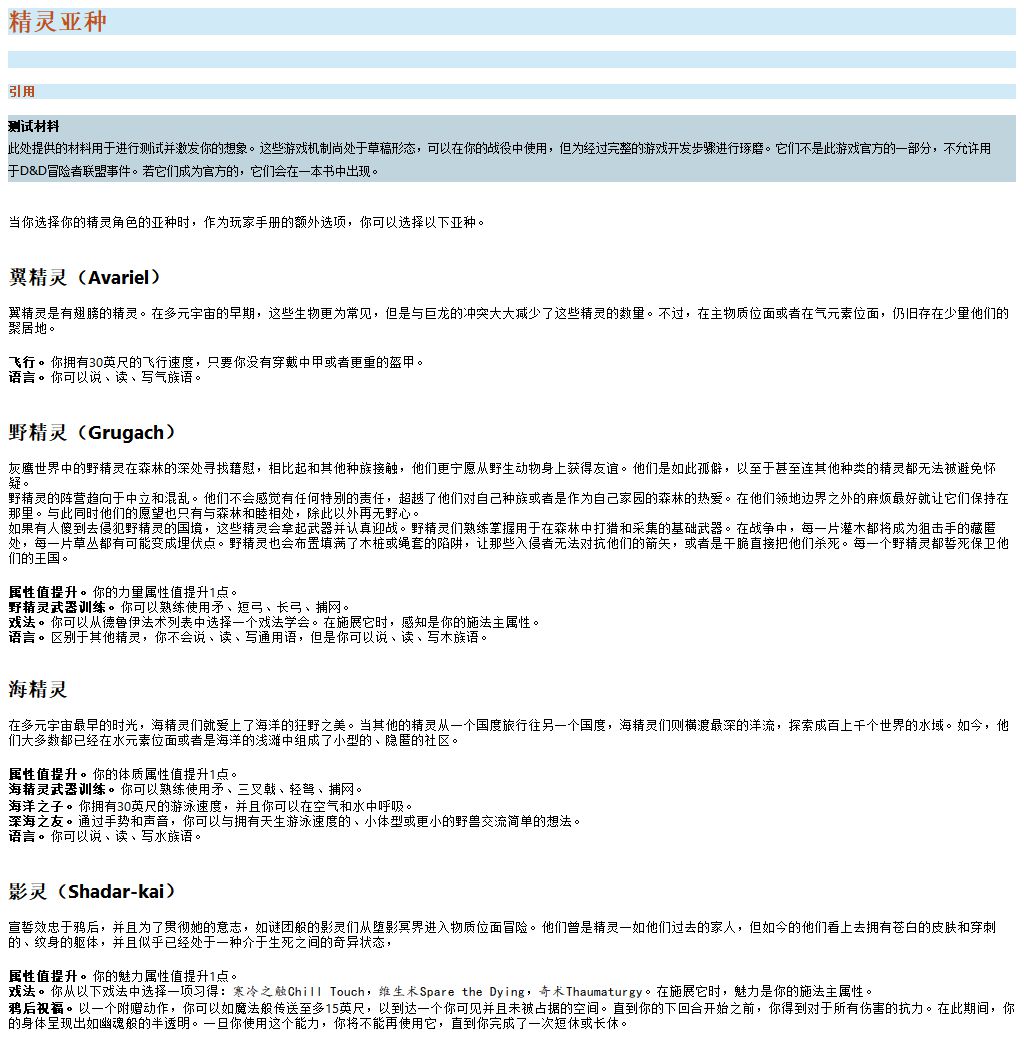 精灵亚种
引用
测试材料
此处提供的材料用于进行测试并激发你的想象。这些游戏机制尚处于草稿形态，可以在你的战役中使用，但为经过完整的游戏开发步骤进行琢磨。它们不是此游戏官方的一部分，不允许用
于D&D冒险者联盟事件。若它们成为官方的，它们会在一本书中出现。
当你选择你的精灵角色的亚种时，作为玩家手册的额外选项，你可以选择以下亚种。
翼精灵（Avariel）
翼精灵是有翅膀的精灵。在多元宇宙的早期，这些生物更为常见，但是与巨龙的冲突大大减少了这些精灵的数量。不过，在主物质位面或者在气元素位面，仍旧存在少量他们的
聚居地。
飞行。你拥有30英尺的飞行速度，只要你没有穿戴中甲或者更重的盔甲。
语言。你可以说、读、写气族语。
野精灵（Grugach）
灰鹰世界中的野精灵在森林的深处寻找藉慰，相比起和其他种族接触，他们更宁愿从野生动物身上获得友谊。他们是如此孤僻，以至于甚至连其他种类的精灵都无法被避免怀
疑。
野精灵的阵营趋向于中立和混乱。他们不会感觉有任何特别的责任，超越了他们对自己种族或者是作为自己家园的森林的热爱。在他们领地边界之外的麻烦最好就让它们保持在
那里。与此同时他们的愿望也只有与森林和睦相处，除此以外再无野心。
如果有人傻到去侵犯野精灵的国境，这些精灵会拿起武器并认真迎战。野精灵们熟练掌握用于在森林中打猎和采集的基础武器。在战争中，每一片灌木都将成为狙击手的藏匿
处，每一片草丛都有可能变成埋伏点。野精灵也会布置填满了木桩或绳套的陷阱，让那些入侵者无法对抗他们的箭矢，或者是干脆直接把他们杀死。每一个野精灵都誓死保卫他
们的王国。
属性值提升。你的力量属性值提升1点。
野精灵武器训练。你可以熟练使用矛、短弓、长弓、捕网。
戏法。你可以从德鲁伊法术列表中选择一个戏法学会。在施展它时，感知是你的施法主属性。
语言。区别于其他精灵，你不会说、读、写通用语，但是你可以说、读、写木族语。
海精灵
在多元宇宙最早的时光，海精灵们就爱上了海洋的狂野之美。当其他的精灵从一个国度旅行往另一个国度，海精灵们则横渡最深的洋流，探索成百上千个世界的水域。如今，他
们大多数都已经在水元素位面或者是海洋的浅滩中组成了小型的、隐匿的社区。
属性值提升。你的体质属性值提升1点。
海精灵武器训练。你可以熟练使用矛、三叉戟、轻弩、捕网。
海洋之子。你拥有30英尺的游泳速度，并且你可以在空气和水中呼吸。
深海之友。通过手势和声音，你可以与拥有天生游泳速度的、小体型或更小的野兽交流简单的想法。
语言。你可以说、读、写水族语。
影灵（Shadar-kai）
宣誓效忠于鸦后，并且为了贯彻她的意志，如谜团般的影灵们从堕影冥界进入物质位面冒险。他们曾是精灵一如他们过去的家人，但如今的他们看上去拥有苍白的皮肤和穿刺
的、纹身的躯体，并且似乎已经处于一种介于生死之间的奇异状态，
属性值提升。你的魅力属性值提升1点。
戏法。你从以下戏法中选择一项习得：寒冷之触Chill Touch，维生术Spare the Dying，奇术Thaumaturgy。在施展它时，魅力是你的施法主属性。
鸦后祝福。以一个附赠动作，你可以如魔法般传送至多15英尺，以到达一个你可见并且未被占据的空间。直到你的下回合开始之前，你得到对于所有伤害的抗力。在此期间，你
的身体呈现出如幽魂般的半透明。一旦你使用这个能力，你将不能再使用它，直到你完成了一次短休或长休。